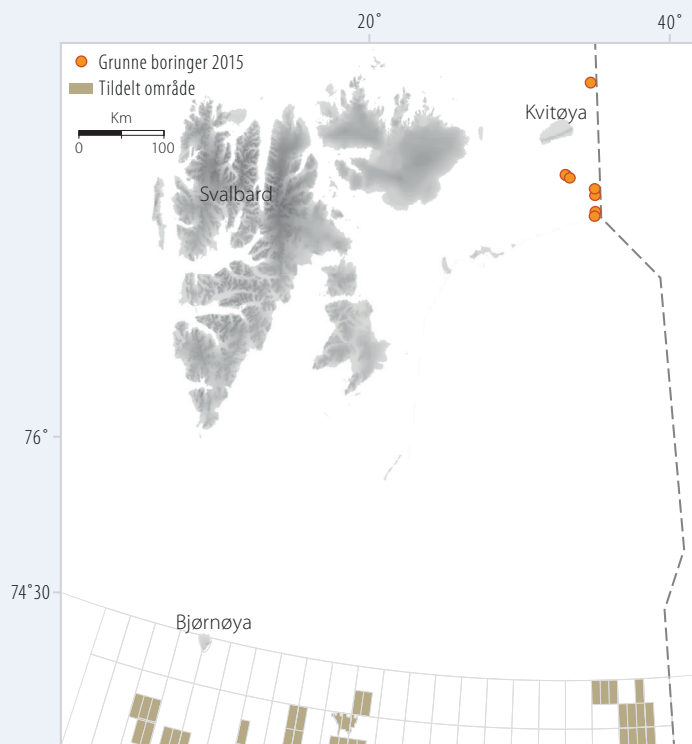 20˚
40˚
Grunne boringer 2015
Tildelt område
Km
0 100
Kvitøya
Svalbard
76˚
74˚30
Bjørnøya